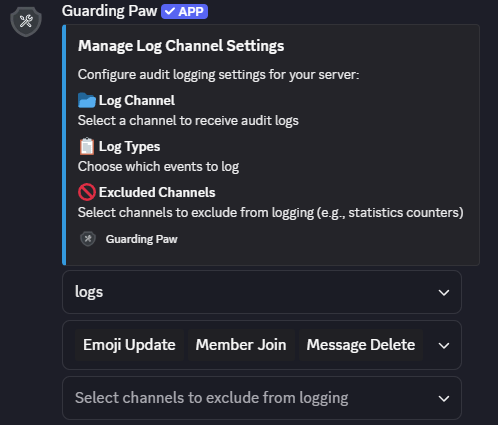 Guarding Paw ✓ APP
Manage Log Channel Settings
Configure audit logging settings for your server:
Log Channel
Select a channel to receive audit logs
Log Types
Choose which events to log
Excluded Channels
Select channels to exclude from logging (e.g., statistics counters)
Guarding Paw
logs
Emoji Update Member Join Message Delete
Select channels to exclude from logging